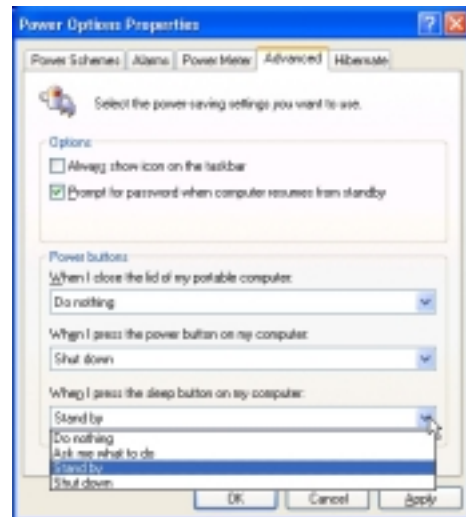 Power Options Properties
Power Schemes Alarms Power Meter Advanced Hibernate
Select the power-saving settings you want to use.
Options
Always show icon on the taskbar
Prompt for password when computer resumes from standby
Power buttons
When I close the lid of my portable computer:
Do nothing
When I press the power button on my computer:
Shut down
When I press the sleep button on my computer:
Stand by
Do nothing
Ask me what to do
Stand by
Shut down
OK Cancel Apply